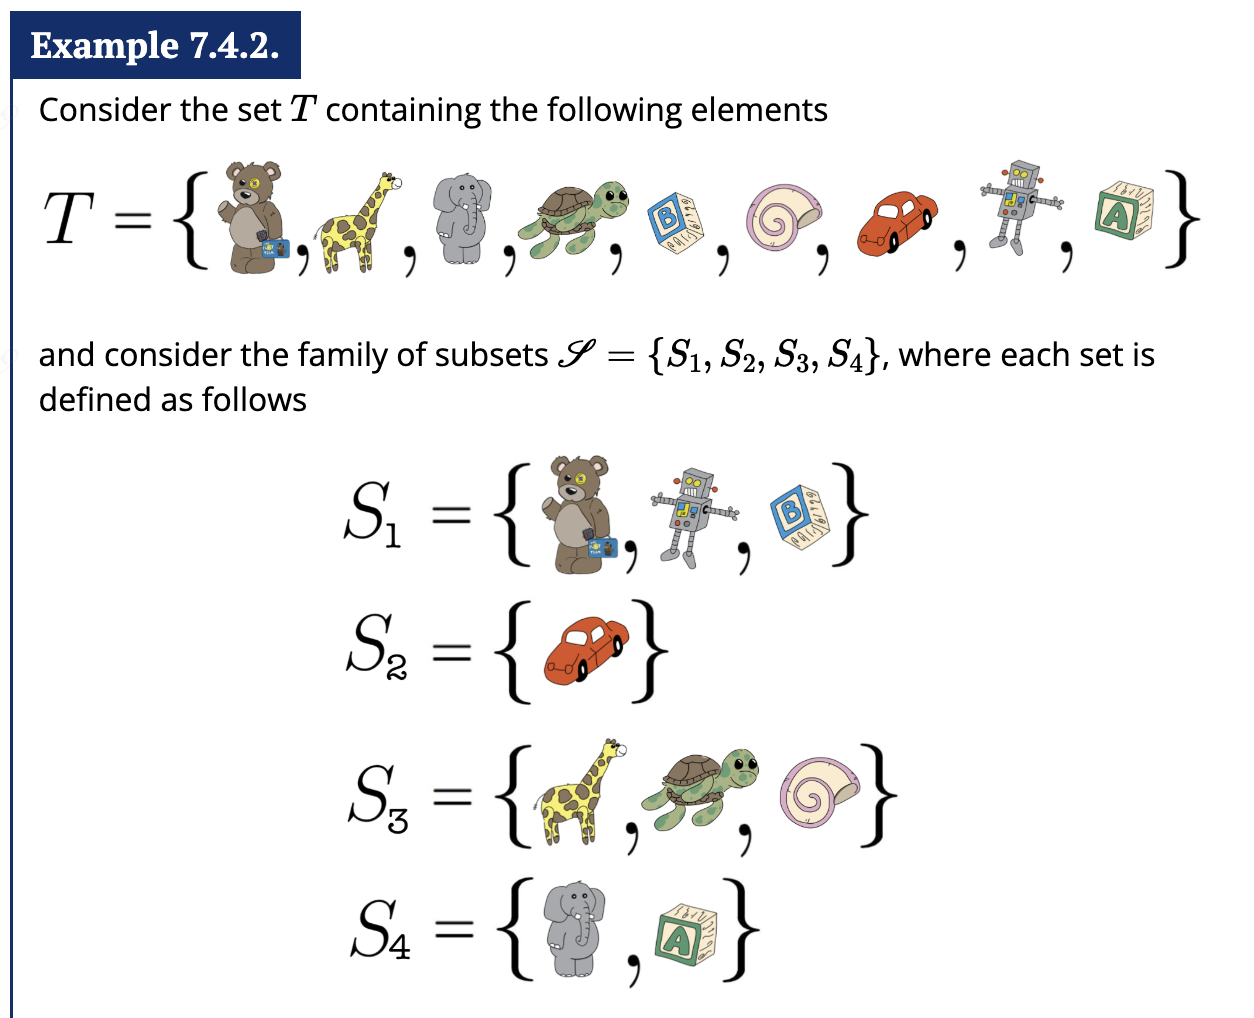 Example 7.4.2.
Consider the set T containing the following elements
T = { , , , , B , , , , A }
and consider the family of subsets 𝒮 = {S₁, S₂, S₃, S₄}, where each set is
defined as follows
S₁ = { , , B }
S₂ = { }
S₃ = { , , }
S₄ = { , A }